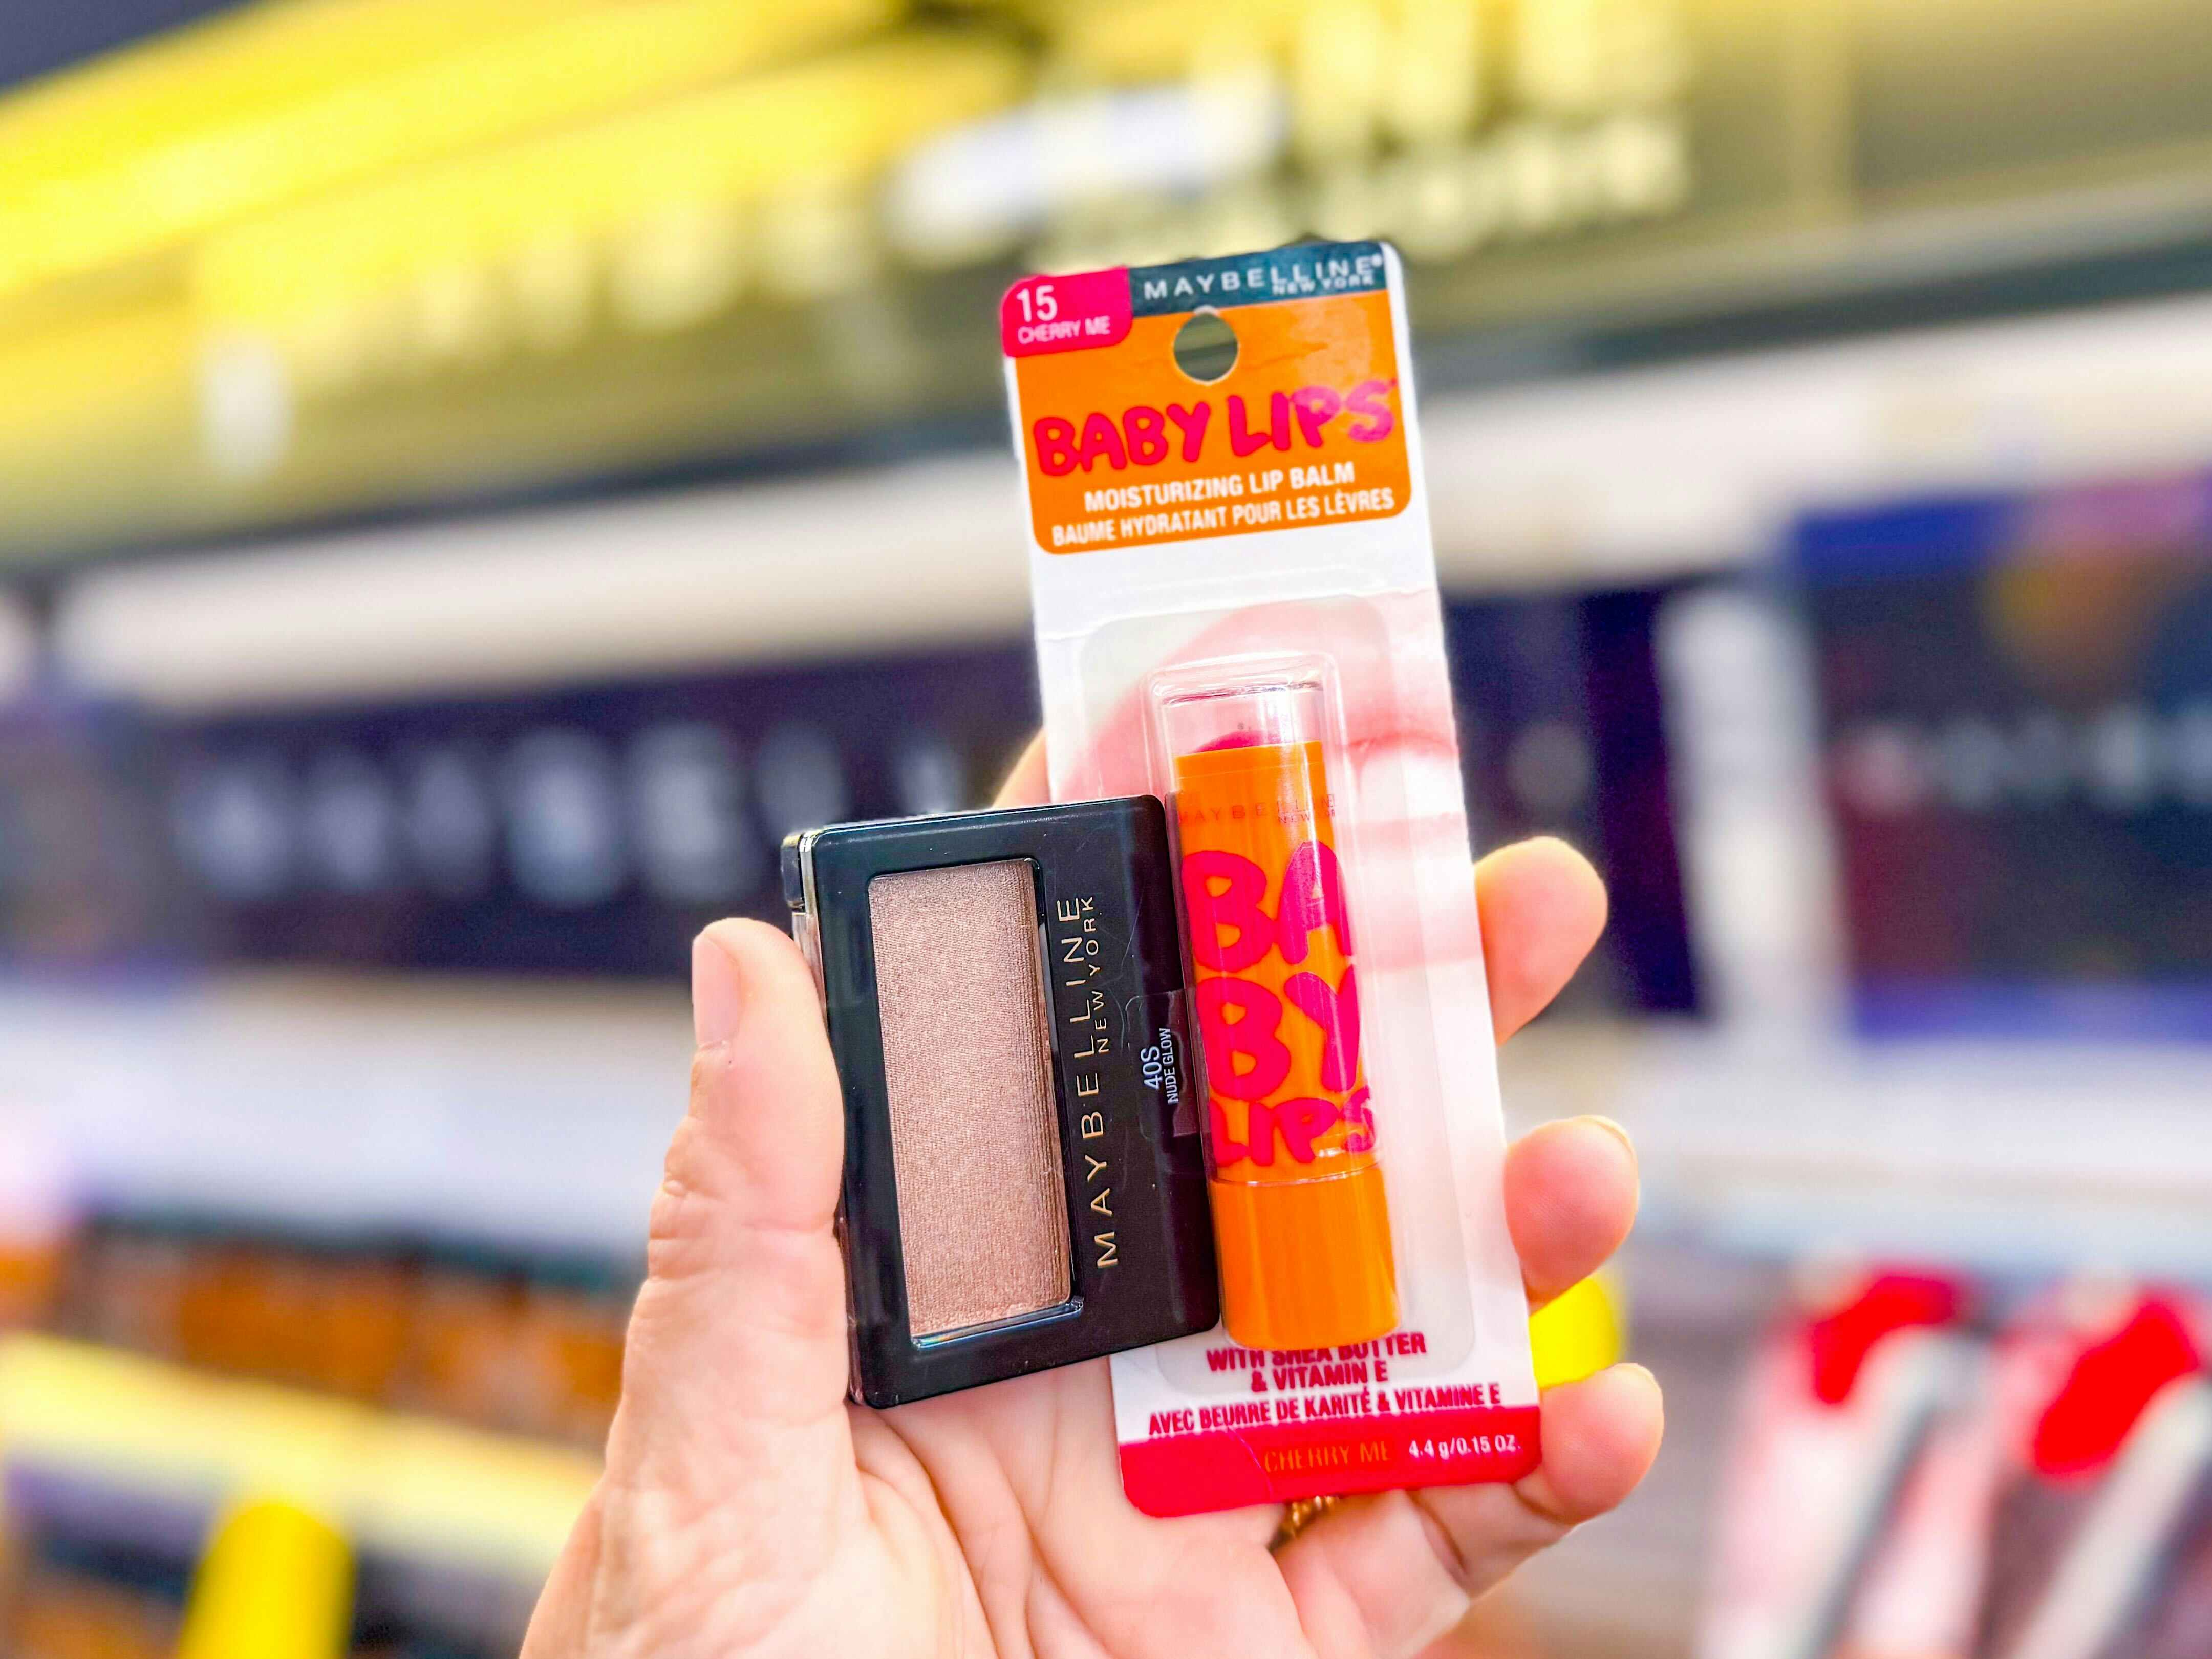 15
CHERRY ME
MAYBELLINE®
NEW YORK
BABY LIPS
MOISTURIZING LIP BALM
BAUME HYDRATANT POUR LES LÈVRES
MAYBELLINE
NEW YORK
BA
BY
LIPS
MAYBELLINE
NEW YORK
40S
NUDE GLOW
WITH SHEA BUTTER
& VITAMIN E
AVEC BEURRE DE KARITÉ & VITAMINE E
CHERRY ME 4.4 g/0.15 OZ.